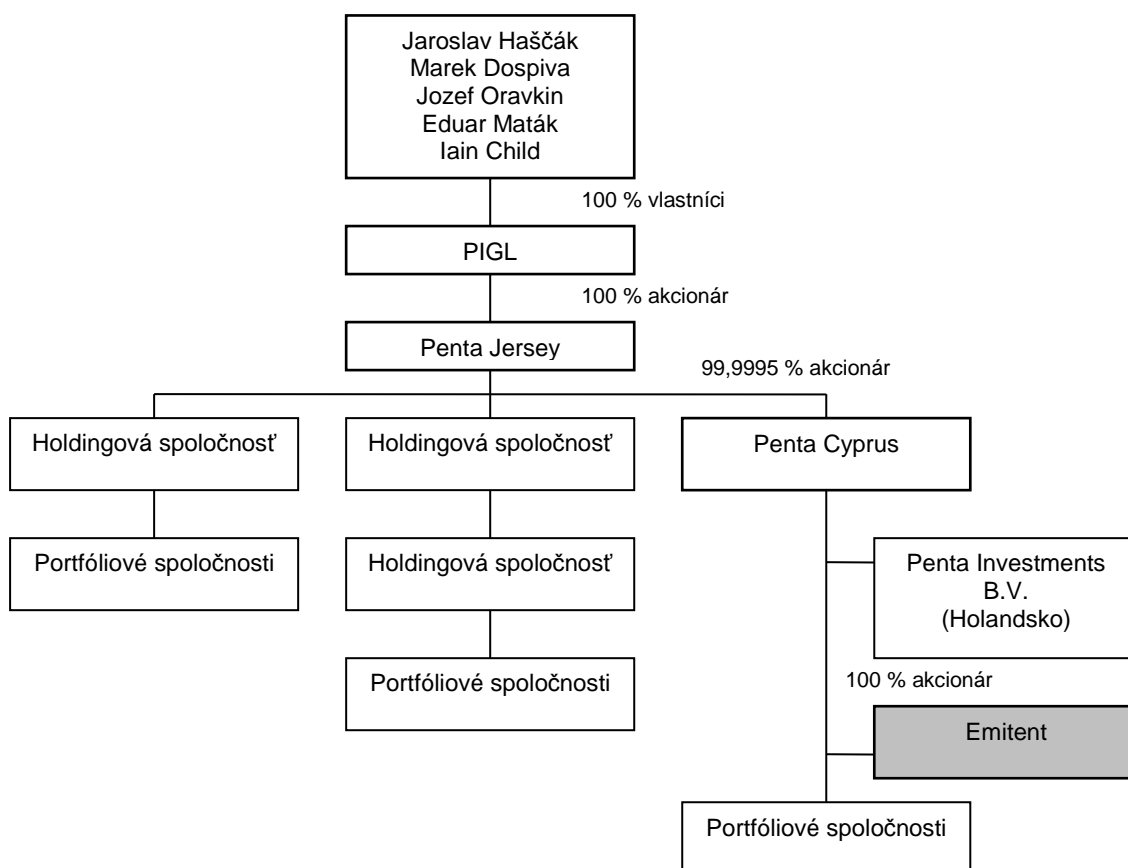 Jaroslav Haščák
Marek Dospiva
Jozef Oravkin
Eduar Maták
Iain Child
100 % vlastníci
PIGL
100 % akcionár
Penta Jersey
99,9995 % akcionár
Holdingová spoločnosť
Holdingová spoločnosť
Penta Cyprus
Portfóliové spoločnosti
Holdingová spoločnosť
Penta Investments
B.V.
(Holandsko)
Portfóliové spoločnosti
100 % akcionár
Emitent
Portfóliové spoločnosti